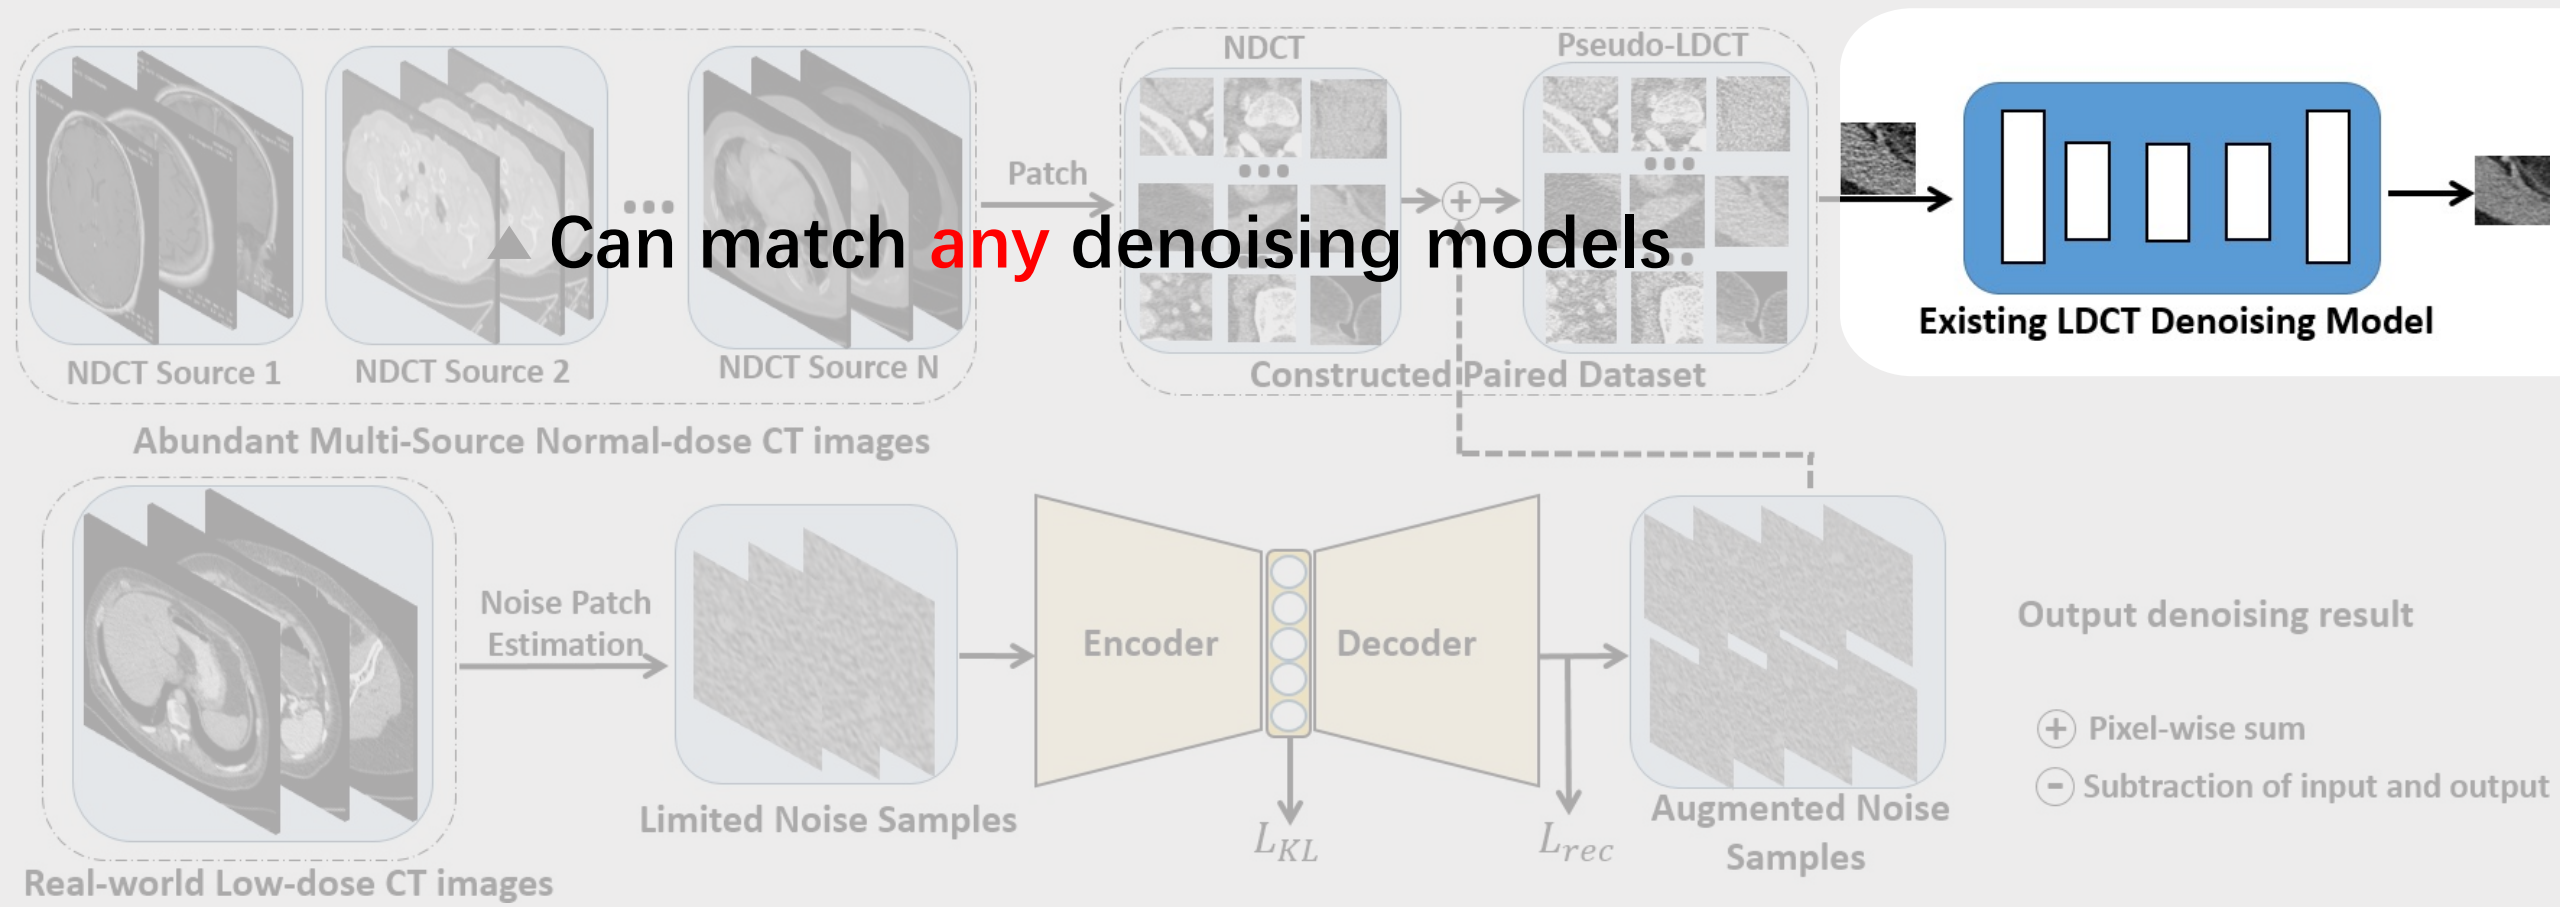 NDCT
Pseudo-LDCT
Patch
▲ Can match any denoising models
Existing LDCT Denoising Model
NDCT Source 1
NDCT Source 2
NDCT Source N
Constructed Paired Dataset
Abundant Multi-Source Normal-dose CT images
Noise Patch
Estimation
Encoder
Decoder
Output denoising result
+ Pixel-wise sum
- Subtraction of input and output
Limited Noise Samples
L_KL
L_rec
Augmented Noise
Samples
Real-world Low-dose CT images